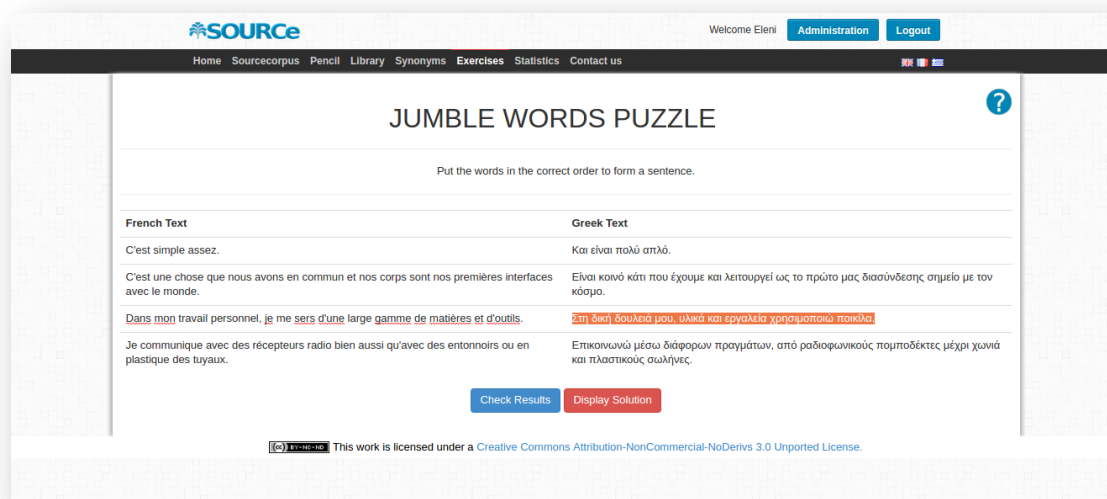 SOURCe
Welcome Eleni Administration Logout
Home Sourcecorpus Pencil Library Synonyms Exercises Statistics Contact us
?
JUMBLE WORDS PUZZLE
Put the words in the correct order to form a sentence.
French Text Greek Text
C'est simple assez. Και είναι πολύ απλό.
C'est une chose que nous avons en commun et nos corps sont nos premières interfaces
avec le monde.
Είναι κοινό κάτι που έχουμε και λειτουργεί ως το πρώτο μας διασύνδεσης σημείο με τον
κόσμο.
Dans mon travail personnel, je me sers d'une large gamme de matières et d'outils.
Στη δική δουλειά μου, υλικά και εργαλεία χρησιμοποιώ ποικίλα.
Je communique avec des récepteurs radio bien aussi qu'avec des entonnoirs ou en
plastique des tuyaux.
Επικοινωνώ μέσω διάφορων πραγμάτων, από ραδιοφωνικούς πομποδέκτες μέχρι χωνιά
και πλαστικούς σωλήνες.
Check Results Display Solution
(cc) BY-NC-ND This work is licensed under a Creative Commons Attribution-NonCommercial-NoDerivs 3.0 Unported License.